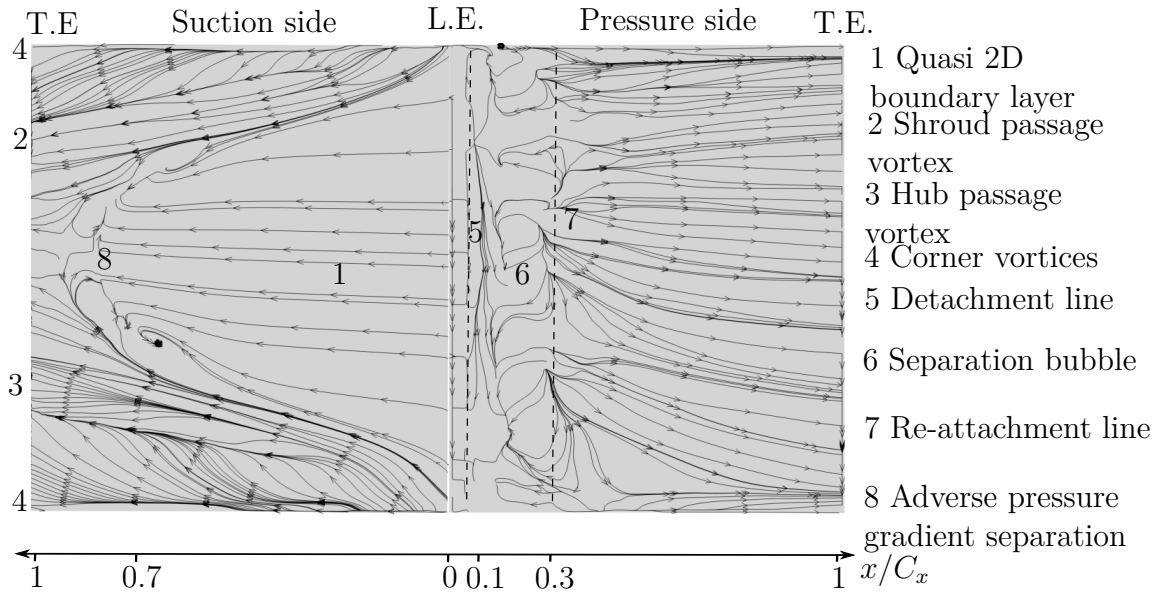 T.E Suction side L.E. Pressure side T.E.
4
2
3
4
5
6
7
8
1
1 Quasi 2D
boundary layer
2 Shroud passage
vortex
3 Hub passage
vortex
4 Corner vortices
5 Detachment line
6 Separation bubble
7 Re-attachment line
8 Adverse pressure
gradient separation
1 0.7 0 0.1 0.3 1 x/C_x